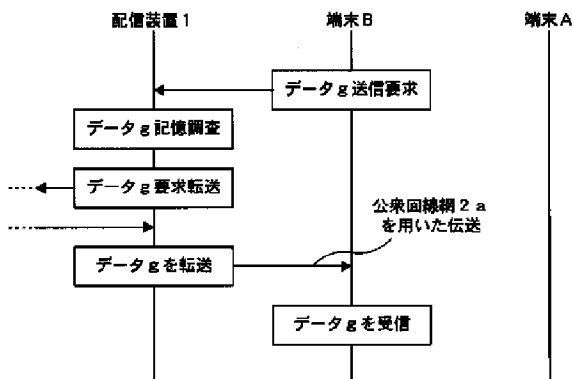 配信装置1
端末B
端末A
データg送信要求
データg記憶調査
データg要求転送
公衆回線網2a
を用いた伝送
データgを転送
データgを受信